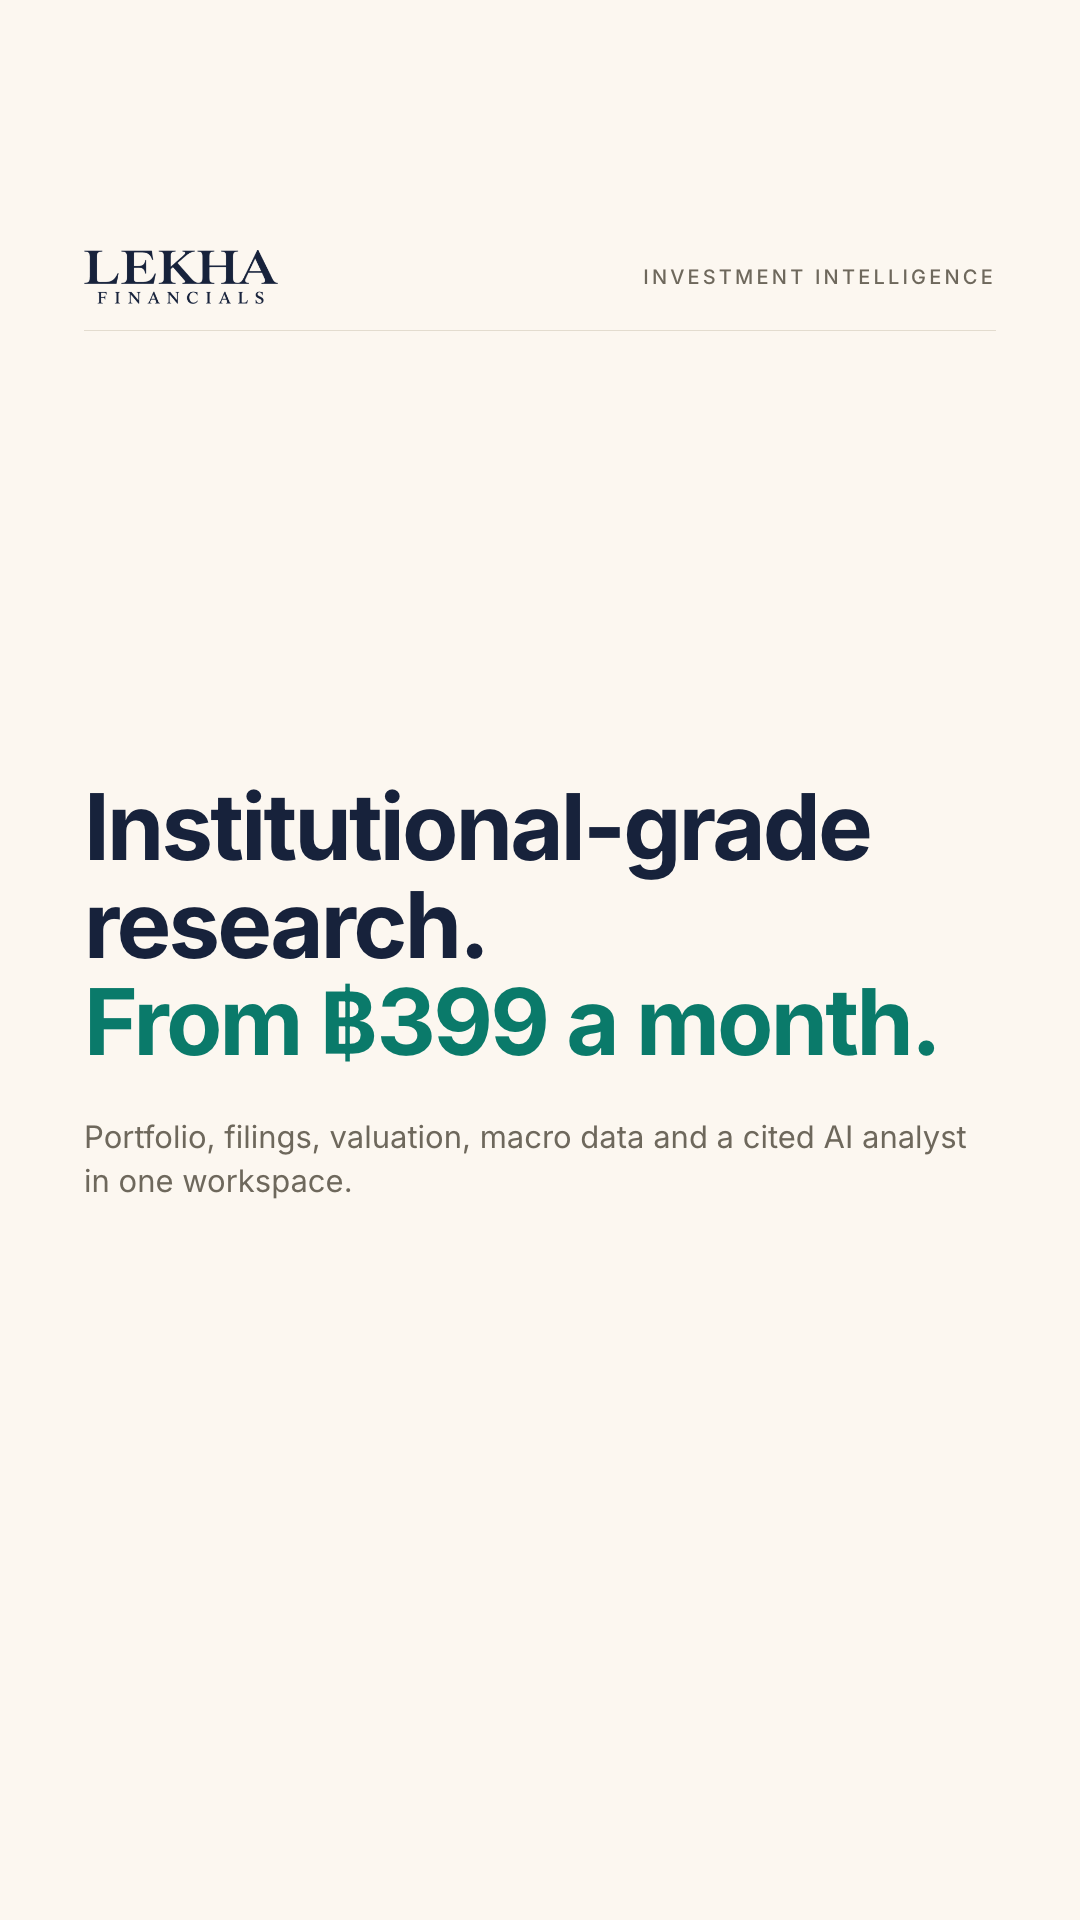 LEKHA
FINANCIALS
INVESTMENT INTELLIGENCE
Institutional-grade
research.
From ฿399 a month.
Portfolio, filings, valuation, macro data and a cited AI analyst
in one workspace.